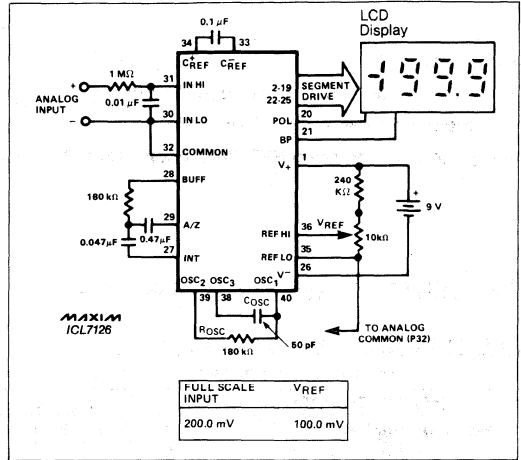 LCD
Display
0.1 μF
34
33
C+REF
C-REF
1 MΩ
31
IN HI
+
ANALOG
INPUT
0.01 μF
−
30
IN LO
32
COMMON
28
BUFF
180 kΩ
29
A/Z
0.047μF
0.47μF
27
INT
2-19
22-25
SEGMENT
DRIVE
-199.9
20
POL
21
BP
1
V+
240
KΩ
+
9 V
36
REF HI
VREF
10kΩ
35
REF LO
26
V−
OSC2
OSC3
OSC1
39
38
40
COSC
ROSC
180 kΩ
50 pF
TO ANALOG
COMMON (P32)
MAXIM
ICL7126
FULL SCALE
INPUT
VREF
200.0 mV
100.0 mV